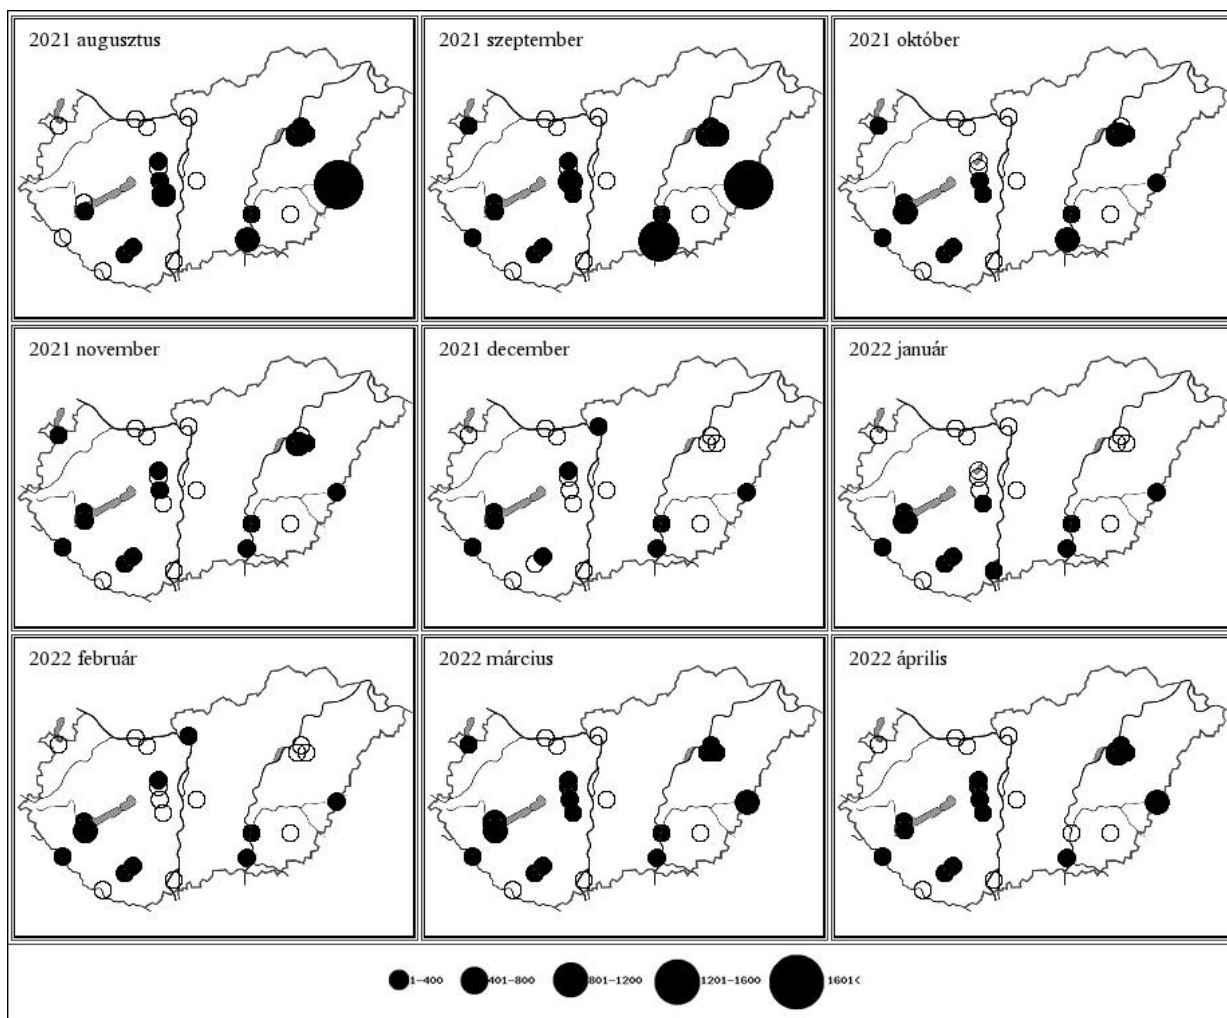 2021 augusztus
2021 szeptember
2021 október
2021 november
2021 december
2022 január
2022 február
2022 március
2022 április
1-400
401-800
801-1200
1201-1600
1601<